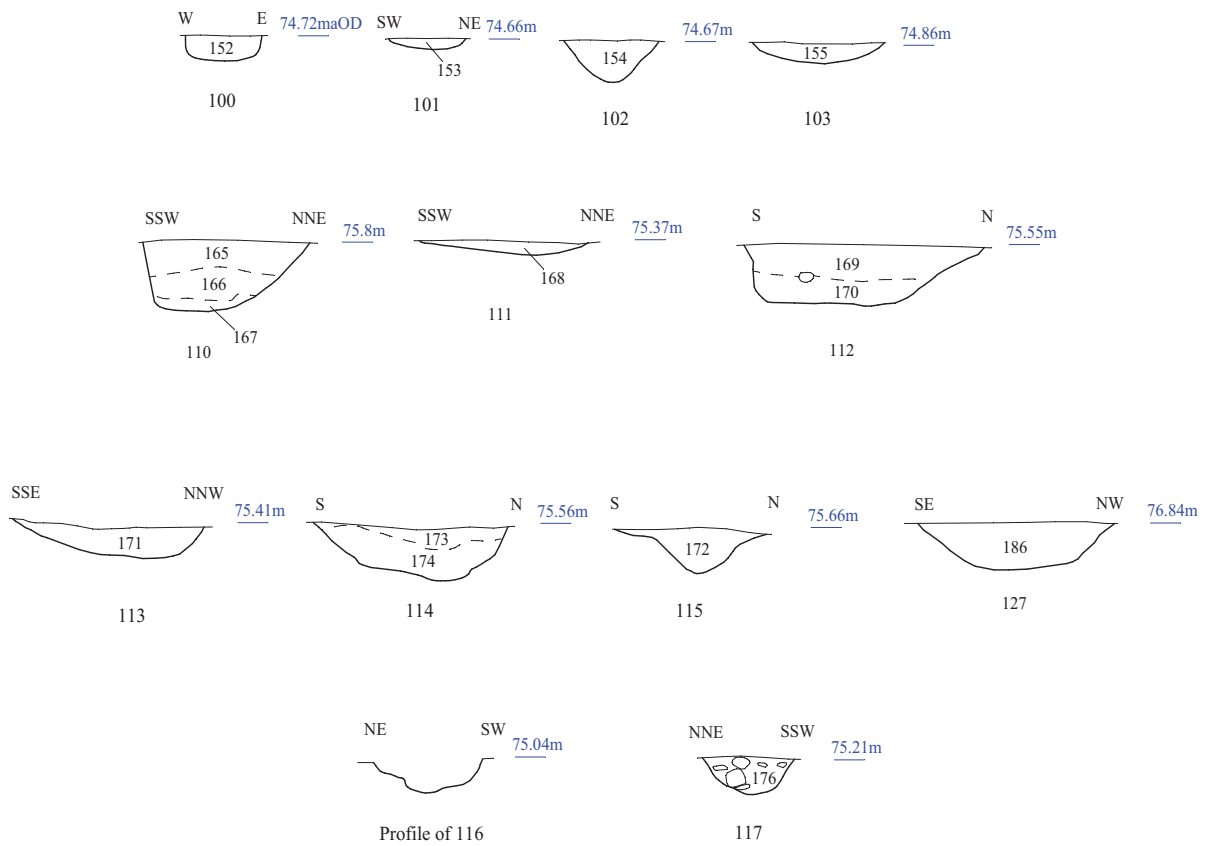 W E 74.72maOD SW NE 74.66m 74.67m 74.86m
152 153 154 155
100 101 102 103
SSW NNE 75.8m SSW NNE 75.37m S N 75.55m
165 168 169
166 170
167
110 111 112
SSE NNW 75.41m S N 75.56m S N 75.66m SE NW 76.84m
171 173 172 186
174
113 114 115 127
NE SW 75.04m NNE SSW 75.21m
176
Profile of 116 117